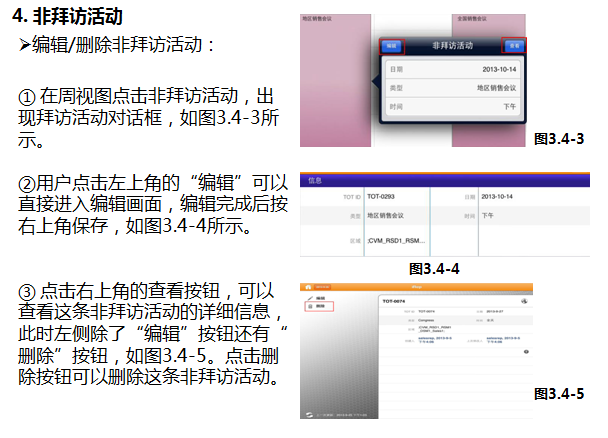 4. 非拜访活动
➢编辑/删除非拜访活动：
① 在周视图点击非拜访活动，出
现拜访活动对话框，如图3.4-3所
示。
②用户点击左上角的“编辑”可以
直接进入编辑画面，编辑完成后按
右上角保存，如图3.4-4所示。
③ 点击右上角的查看按钮，可以
查看这条非拜访活动的详细信息，
此时左侧除了“编辑”按钮还有“
删除”按钮，如图3.4-5。点击删
除按钮可以删除这条非拜访活动。
地区销售会议 全国销售会议
编辑 非拜访活动 查看
日期 2013-10-14
类型 地区销售会议
时间 下午
图3.4-3
信息
TOT ID TOT-0293 日期 2013-10-14
类型 地区销售会议 时间 下午
区域 ;CVM_RSD1_RSM...
图3.4-4
编辑
删除
TOT-0074
TOT-0074
Congress
图3.4-5